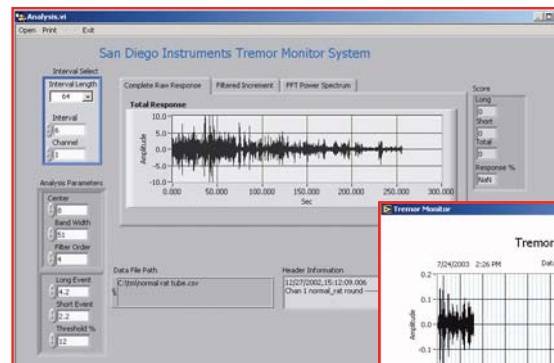 Analysis.vi
Open Print Exit
San Diego Instruments Tremor Monitor System
Interval Select
Interval Length
64
Interval
6
Channel
1
Analysis Parameters
Center
8
Band Width
51
Filter Order
4
Long Event
4.2
Short Event
2.2
Threshold %
12
Complete Raw Response
Filtered Increment
FFT Power Spectrum
Total Response
Amplitude
10.0
5.0
0.0
-5.0
-10.0
0.000 50.000 100.000 150.000 200.000 250.000 300.000
Sec
Score
Long
0
Short
0
Total
0
Response %
NaN
Data File Path
C:\tm\normal rat tube.csv
Header Information
12/27/2002,15:12:09.006
Chan 1 normal_rat round
Tremor Monitor
Tremor
7/24/2003 2:26 PM
Data
Amplitude
0.2
0.1
0.0
-0.1